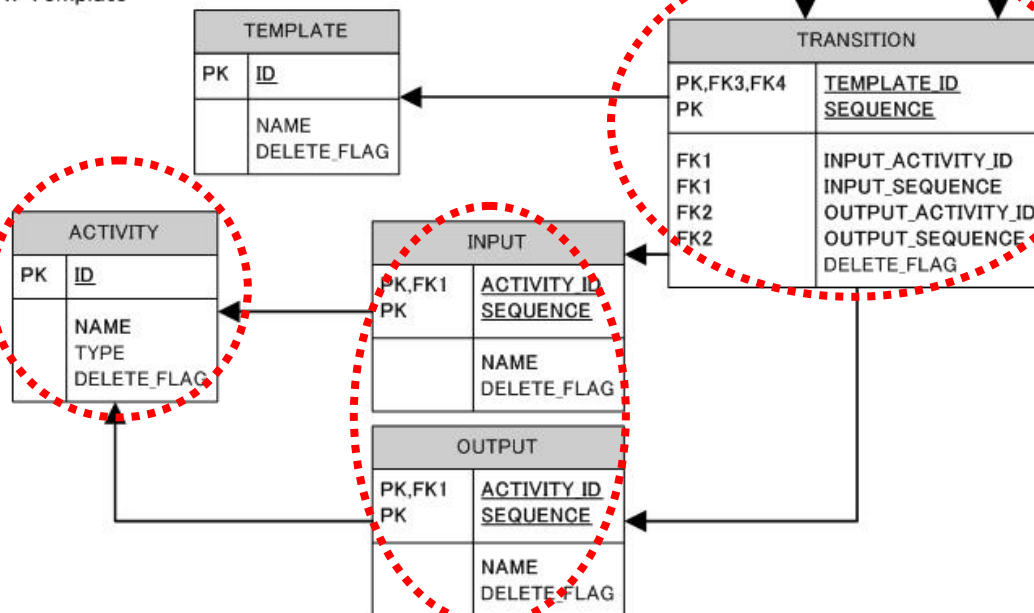 TEMPLATE
PK ID
NAME
DELETE_FLAG
TRANSITION
PK,FK3,FK4 TEMPLATE_ID
PK SEQUENCE
FK1 INPUT_ACTIVITY_ID
FK1 INPUT_SEQUENCE
FK2 OUTPUT_ACTIVITY_ID
FK2 OUTPUT_SEQUENCE
DELETE_FLAG
ACTIVITY
PK ID
NAME
TYPE
DELETE_FLAG
INPUT
PK,FK1 ACTIVITY_ID
PK SEQUENCE
NAME
DELETE_FLAG
OUTPUT
PK,FK1 ACTIVITY_ID
PK SEQUENCE
NAME
DELETE_FLAG